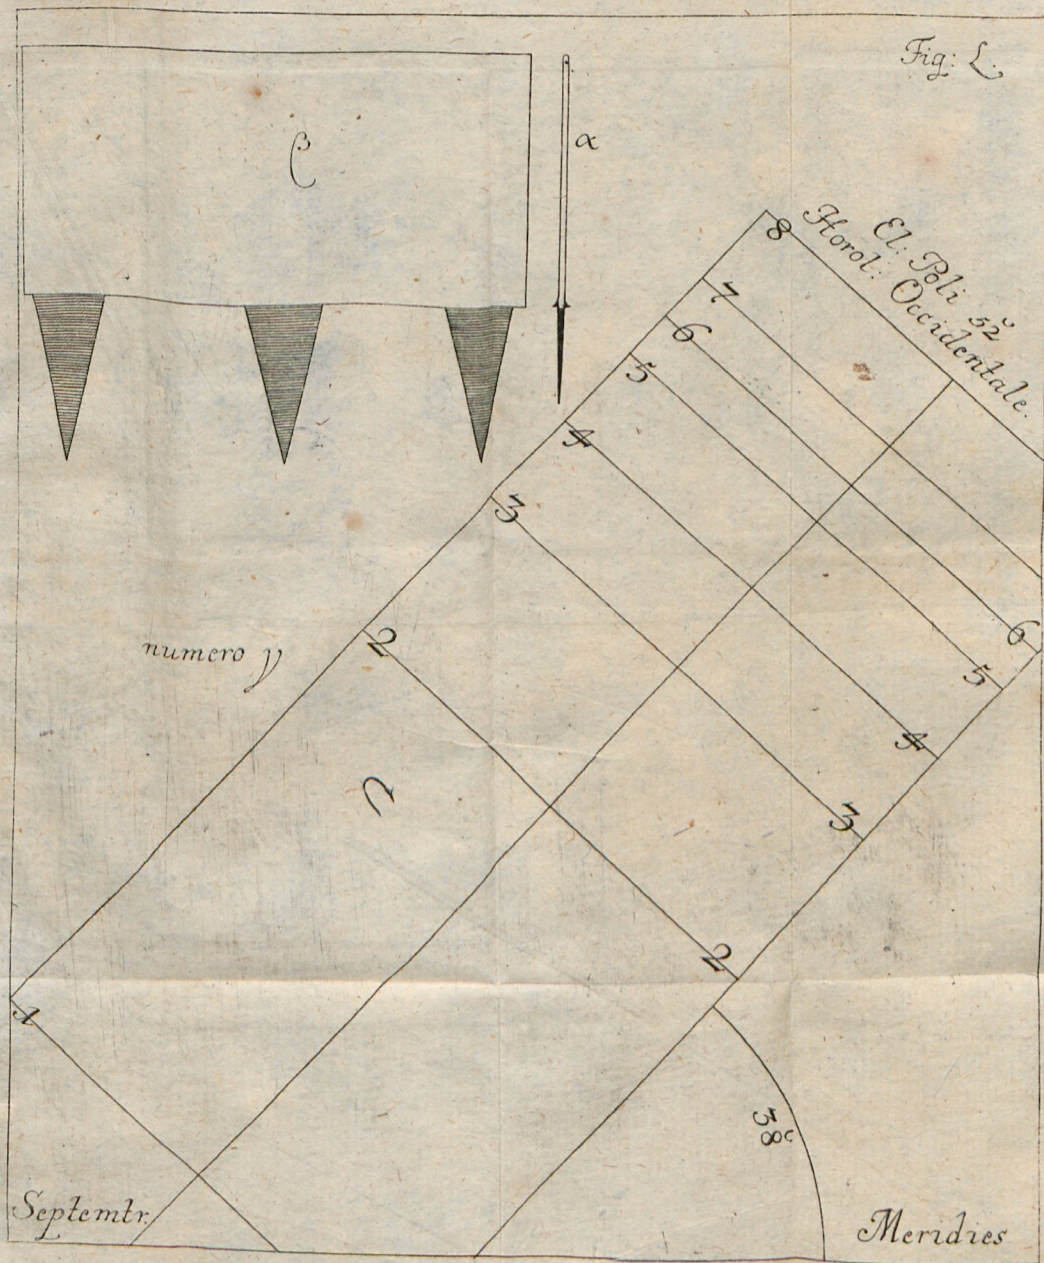 Fig: L.
β
α
El: Poli 52°
Horol: Occidentale.
8
7
6
5
4
3
2
numero γ
6
5
4
3
2
1
38°
Septemtr.
Meridies